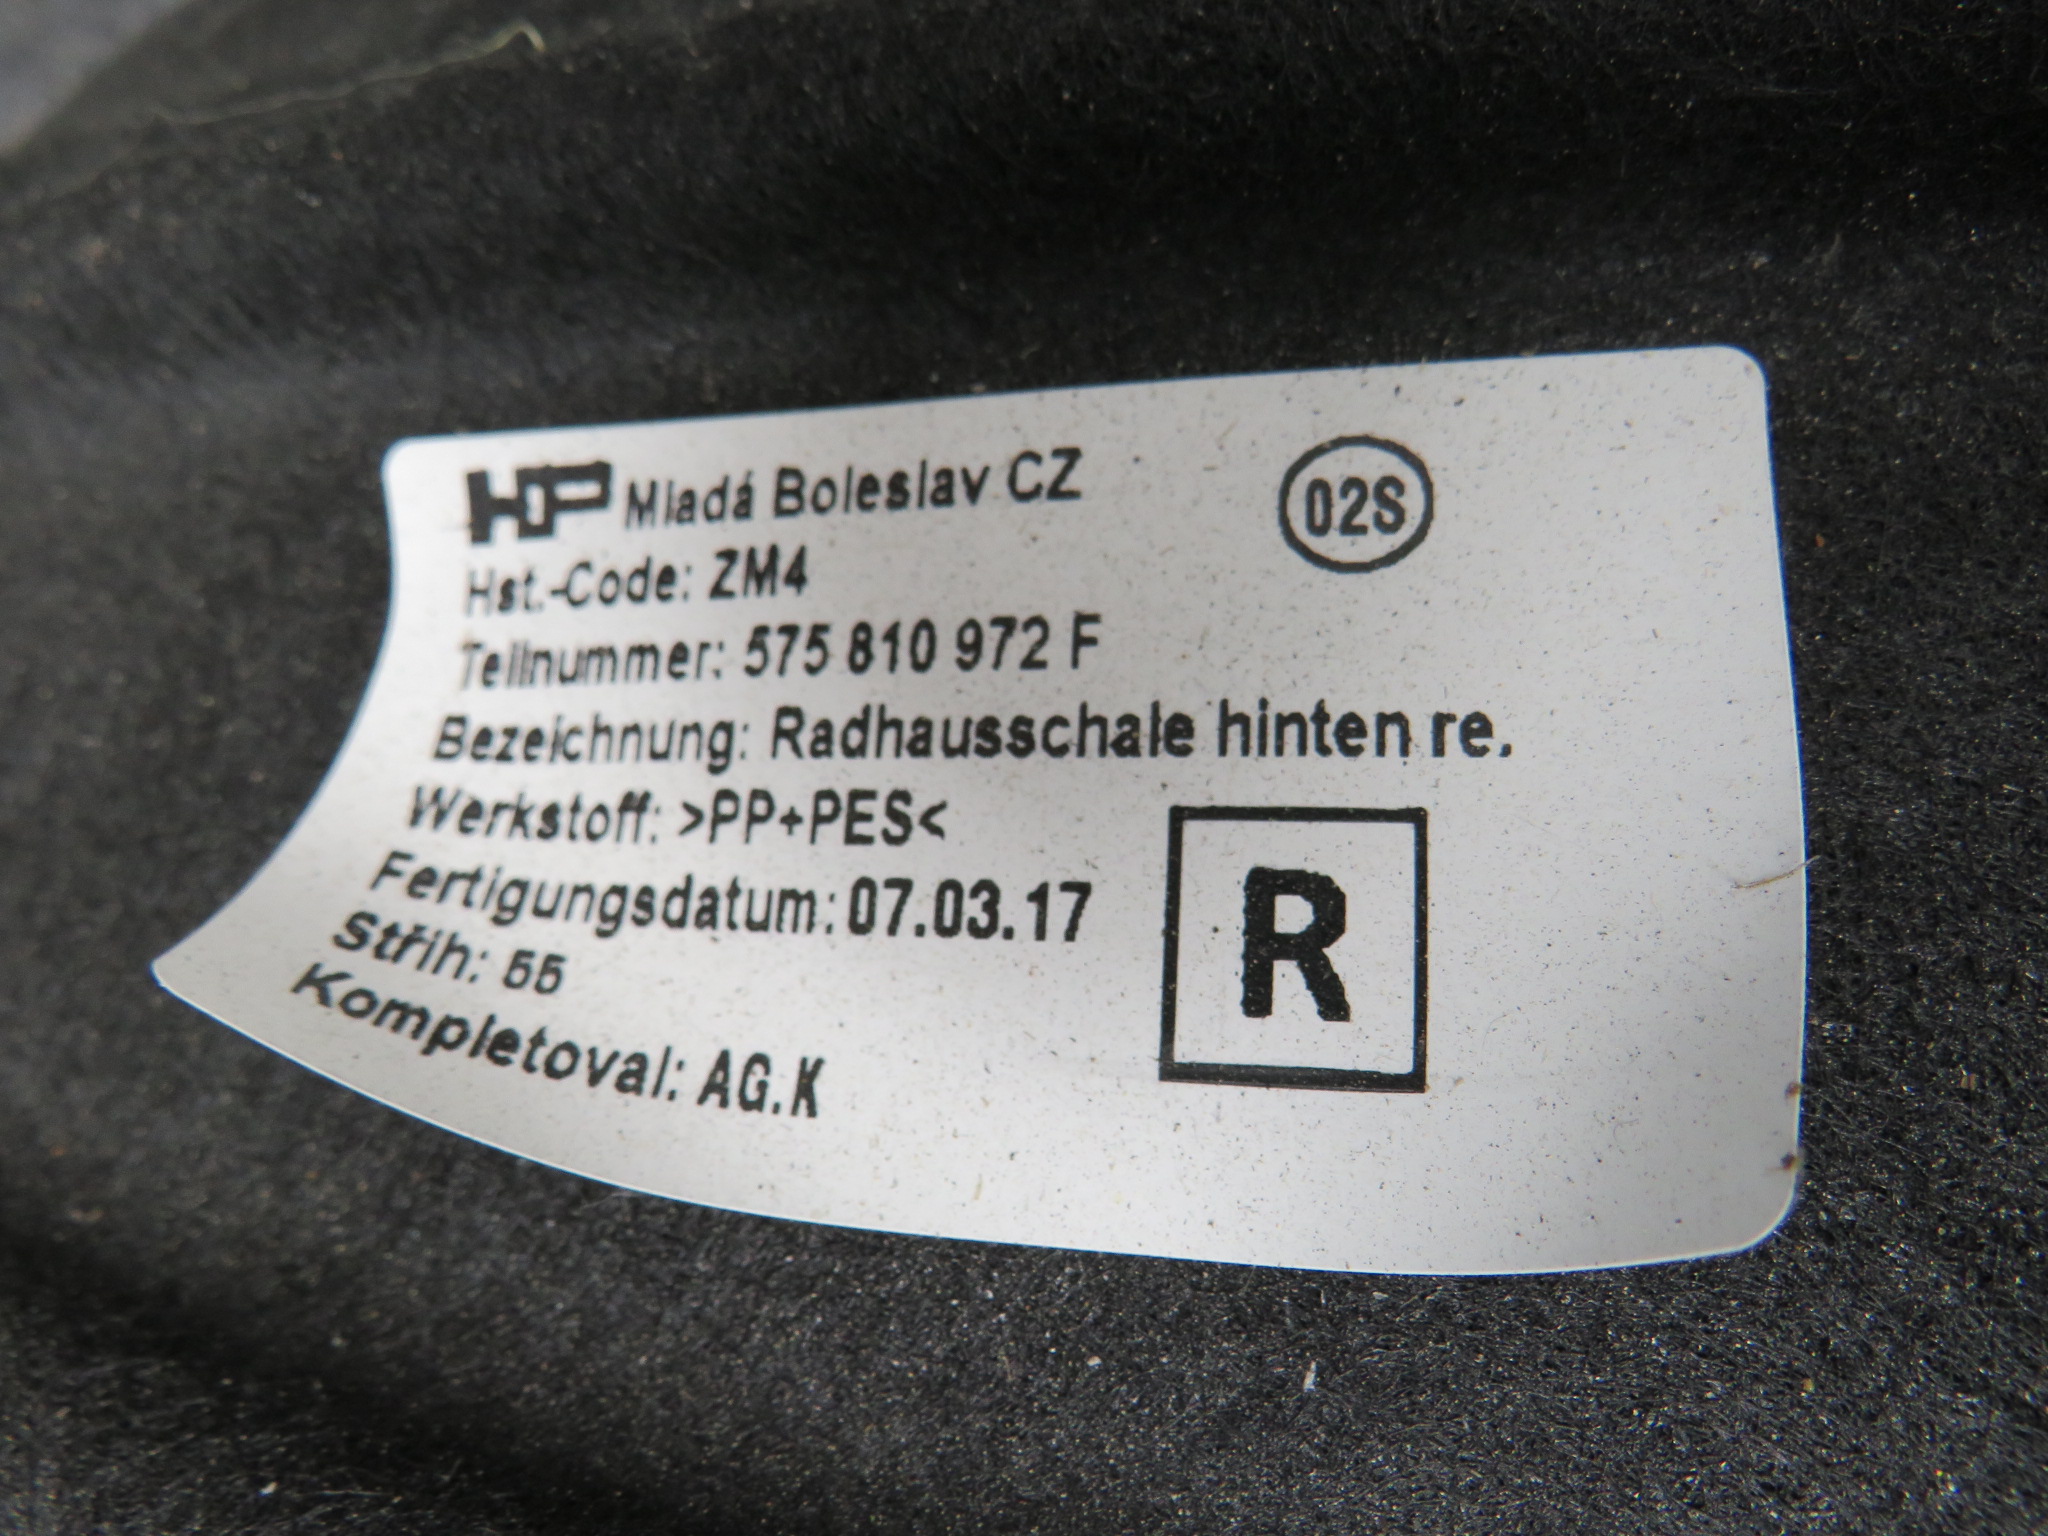 HP Mladá Boleslav CZ
02S
Hst.-Code: ZM4
Teilnummer: 575 810 972 F
Bezeichnung: Radhausschale hinten re.
Werkstoff: >PP+PES<
Fertigungsdatum: 07.03.17
Střih: 55
Kompletoval: AG.K
R